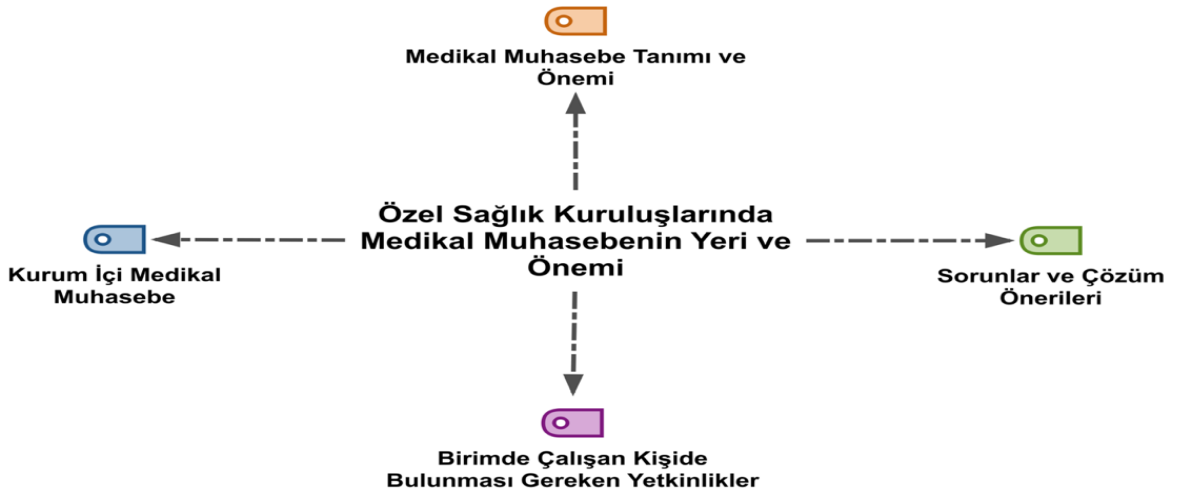 Medikal Muhasebe Tanımı ve
Önemi
Özel Sağlık Kuruluşlarında
Medikal Muhasebenin Yeri ve
Önemi
Kurum İçi Medikal
Muhasebe
Sorunlar ve Çözüm
Önerileri
Birimde Çalışan Kişide
Bulunması Gereken Yetkinlikler